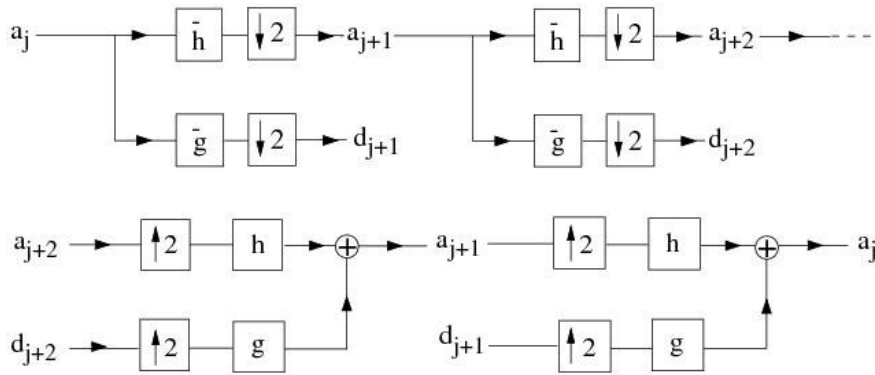 a_j h̄ ↓2 a_{j+1} h̄ ↓2 a_{j+2}
ḡ ↓2 d_{j+1} ḡ ↓2 d_{j+2}
a_{j+2} ↑2 h + a_{j+1} ↑2 h + a_j
d_{j+2} ↑2 g d_{j+1} ↑2 g